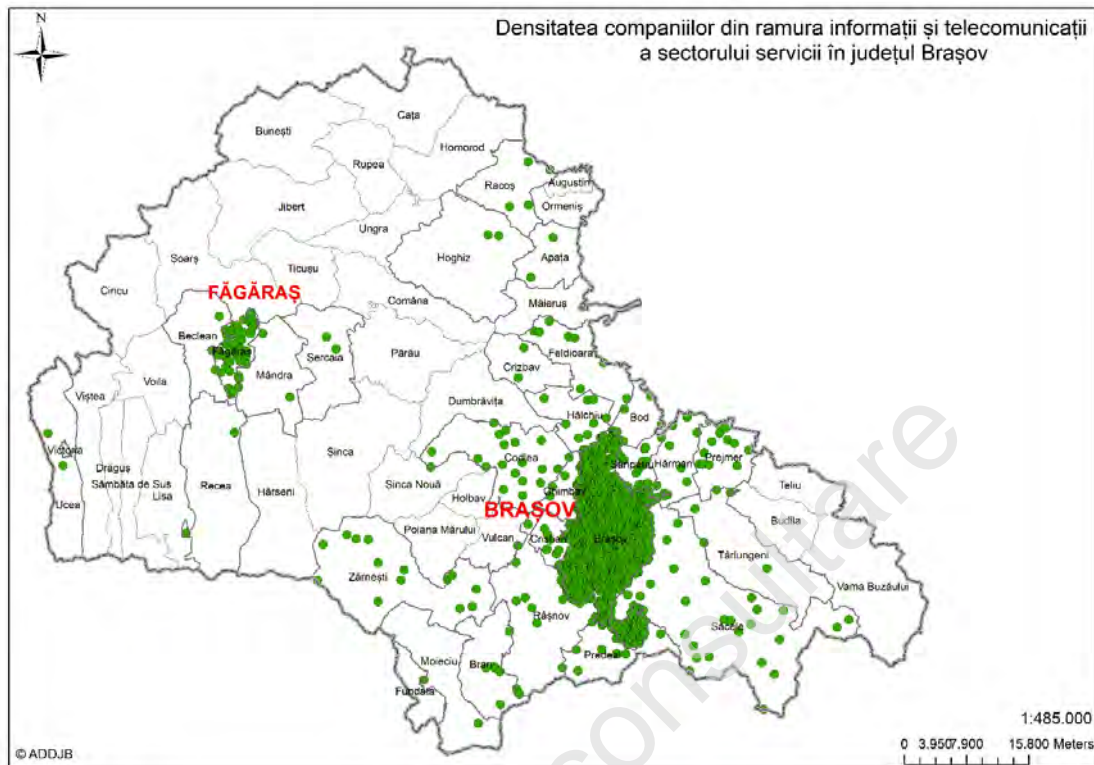 Densitatea companiilor din ramura informații și telecomunicații
a sectorului servicii în județul Brașov
N
Cața
Bunești
Homorod
Rupea
Racoș
Augustin
Ormeniș
Jibert
Ungra
Hoghiz
Apața
Șoarș
Ticușu
Cincu
FĂGĂRAȘ
Comăna
Măieruș
Beclean
Făgăraș
Șercaia
Părău
Feldioara
Crizbav
Mândra
Voila
Viștea
Dumbrăvița
Hălchiu
Bod
Victoria
Șinca
Codlea
Sânpetru
Hărman
Prejmer
Teliu
Drăguș
Sâmbăta de Sus
Lisa
Recea
Hârseni
Șinca Nouă
Holbav
Ghimbav
Ucea
BRAȘOV
Budila
Poiana Mărului
Vulcan
Cristian
Brașov
Tărlungeni
Vama Buzăului
Zărnești
Râșnov
Săcele
Predeal
Moieciu
Bran
Fundata
consultare
1:485.000
© ADDJB
0 3.9507.900 15.800 Meters